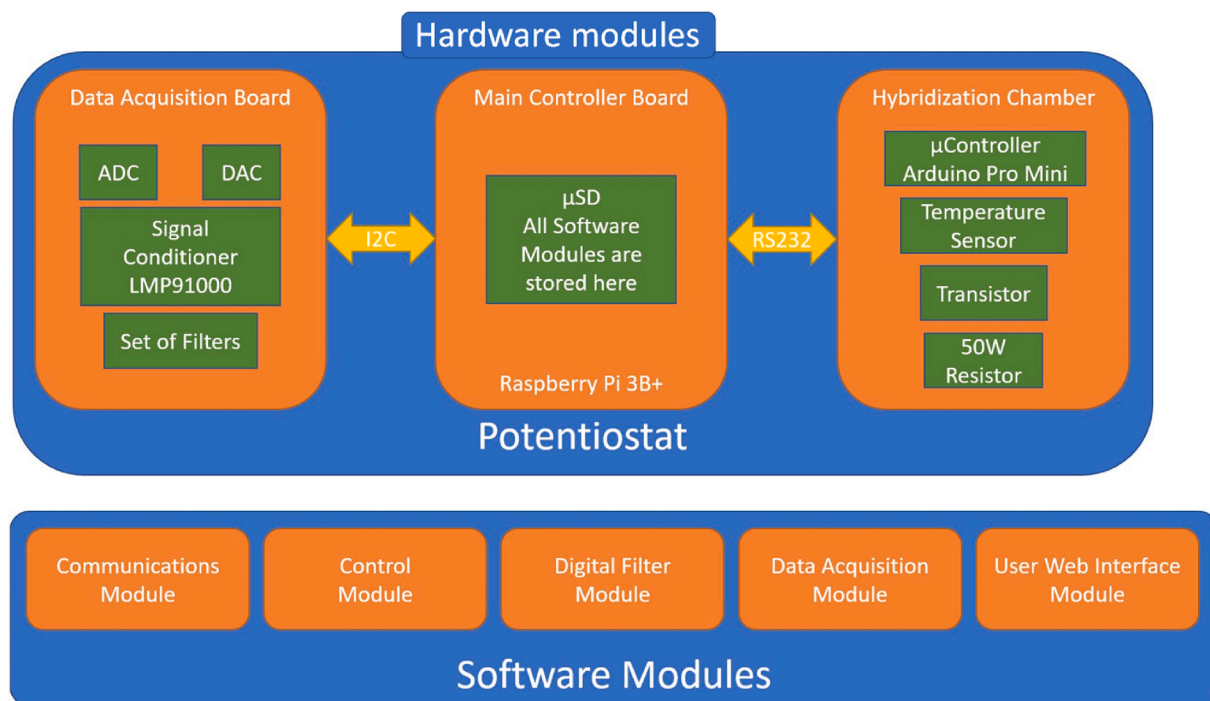 Hardware modules
Data Acquisition Board
ADC
DAC
Signal
Conditioner
LMP91000
Set of Filters
I2C
Main Controller Board
µSD
All Software
Modules are
stored here
Raspberry Pi 3B+
RS232
Hybridization Chamber
µController
Arduino Pro Mini
Temperature
Sensor
Transistor
50W
Resistor
Potentiostat
Communications
Module
Control
Module
Digital Filter
Module
Data Acquisition
Module
User Web Interface
Module
Software Modules